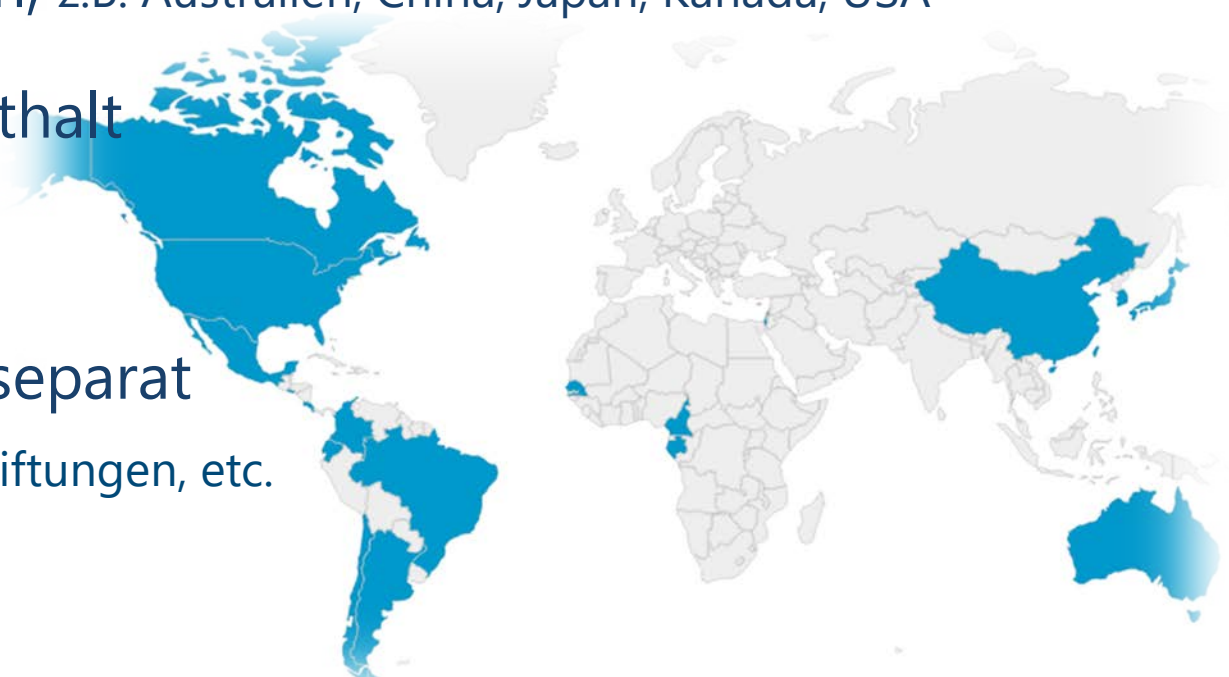 z.B. Australien, China, Japan, Kanada, USA
thalt
separat
iftungen, etc.